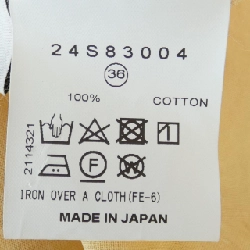 24S83004
36
100% COTTON
2114321
F
IRON OVER A CLOTH(FE-6)
MADE IN JAPAN